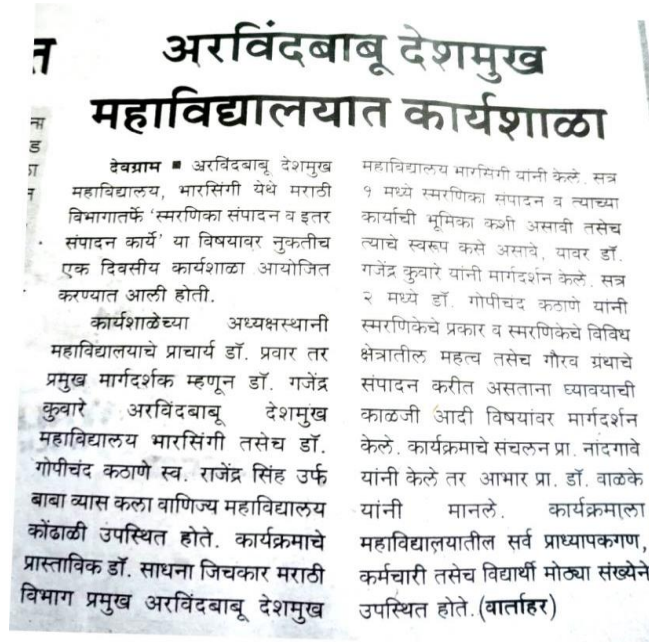 त
अरविंदबाबू देशमुख
महाविद्यालयात कार्यशाळा
देवग्राम ■ अरविंदबाबू देशमुख
महाविद्यालय, भारसिंगी येथे मराठी
विभागातर्फे 'स्मरणिका संपादन व इतर
संपादन कार्ये' या विषयावर नुकतीच
एक दिवसीय कार्यशाळा आयोजित
करण्यात आली होती.
कार्यशाळेच्या अध्यक्षस्थानी
महाविद्यालयाचे प्राचार्य डॉ. प्रवार तर
प्रमुख मार्गदर्शक म्हणून डॉ. गजेंद्र
कुवारे अरविंदबाबू देशमुख
महाविद्यालय भारसिंगी तसेच डॉ.
गोपीचंद कठाणे स्व. राजेंद्र सिंह उर्फ
बाबा व्यास कला वाणिज्य महाविद्यालय
कोंढाळी उपस्थित होते. कार्यक्रमाचे
प्रास्ताविक डॉ. साधना जिचकार मराठी
विभाग प्रमुख अरविंदबाबू देशमुख
महाविद्यालय भारसिंगी यांनी केले. सत्र
१ मध्ये स्मरणिका संपादन व त्याच्या
कार्याची भूमिका कशी असावी तसेच
त्याचे स्वरूप कसे असावे, यावर डॉ.
गजेंद्र कुवारे यांनी मार्गदर्शन केले. सत्र
२ मध्ये डॉ. गोपीचंद कठाणे यांनी
स्मरणिकेचे प्रकार व स्मरणिकेचे विविध
क्षेत्रातील महत्व तसेच गौरव ग्रंथाचे
संपादन करीत असताना घ्यावयाची
काळजी आदी विषयांवर मार्गदर्शन
केले. कार्यक्रमाचे संचलन प्रा. नांदगावे
यांनी केले तर आभार प्रा. डॉ. वाळके
यांनी मानले. कार्यक्रमाला
महाविद्यालयातील सर्व प्राध्यापकगण,
कर्मचारी तसेच विद्यार्थी मोठ्या संख्येने
उपस्थित होते. (वार्ताहर)